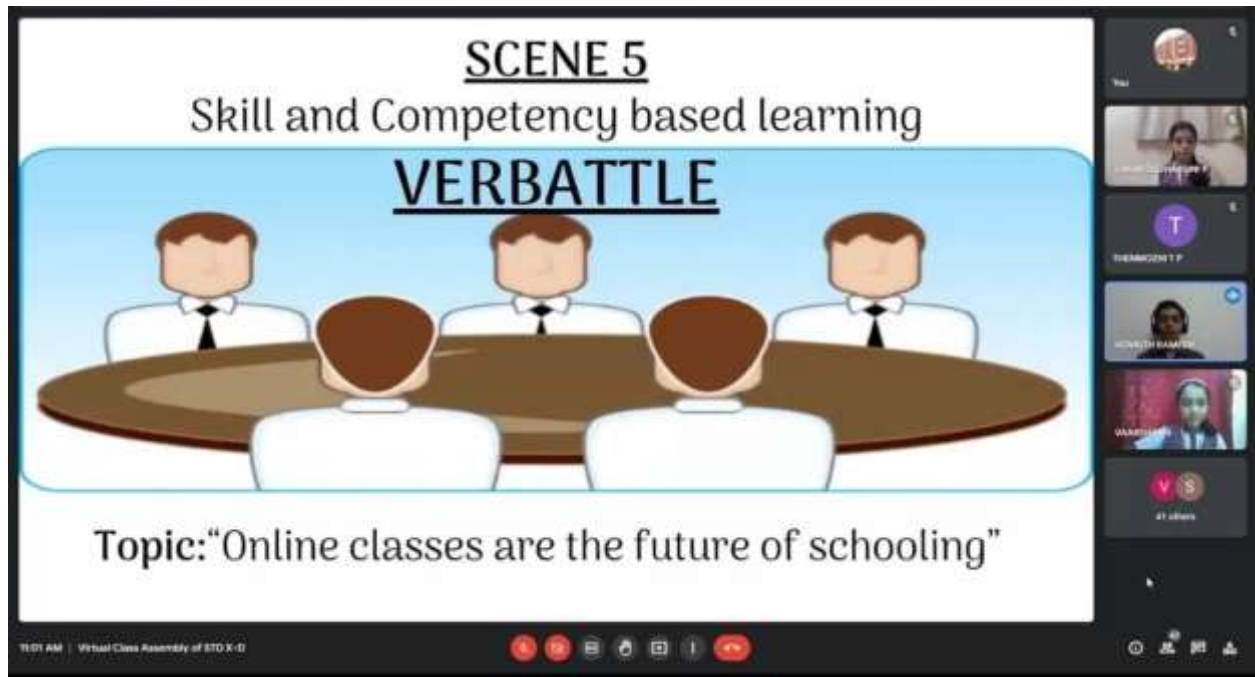 SCENE 5
Skill and Competency based learning
VERBATTLE
Topic:“Online classes are the future of schooling”
You
T
THENMOZHI T P
V S
41 others
11:01 AM | Virtual Class Assembly of STD X-D